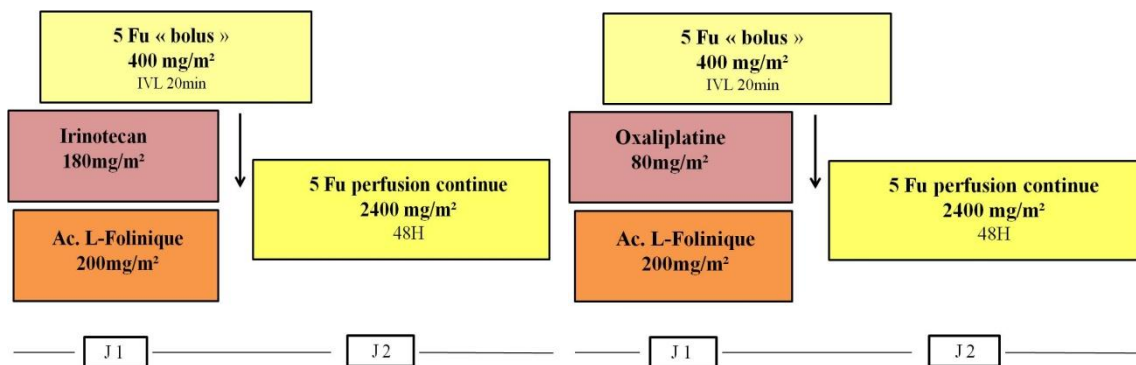 5 Fu « bolus »
400 mg/m²
IVL 20min
Irinotecan
180mg/m²
5 Fu perfusion continue
2400 mg/m²
48H
Ac. L-Folinique
200mg/m²
J 1
J 2
5 Fu « bolus »
400 mg/m²
IVL 20min
Oxaliplatine
80mg/m²
5 Fu perfusion continue
2400 mg/m²
48H
Ac. L-Folinique
200mg/m²
J 1
J 2